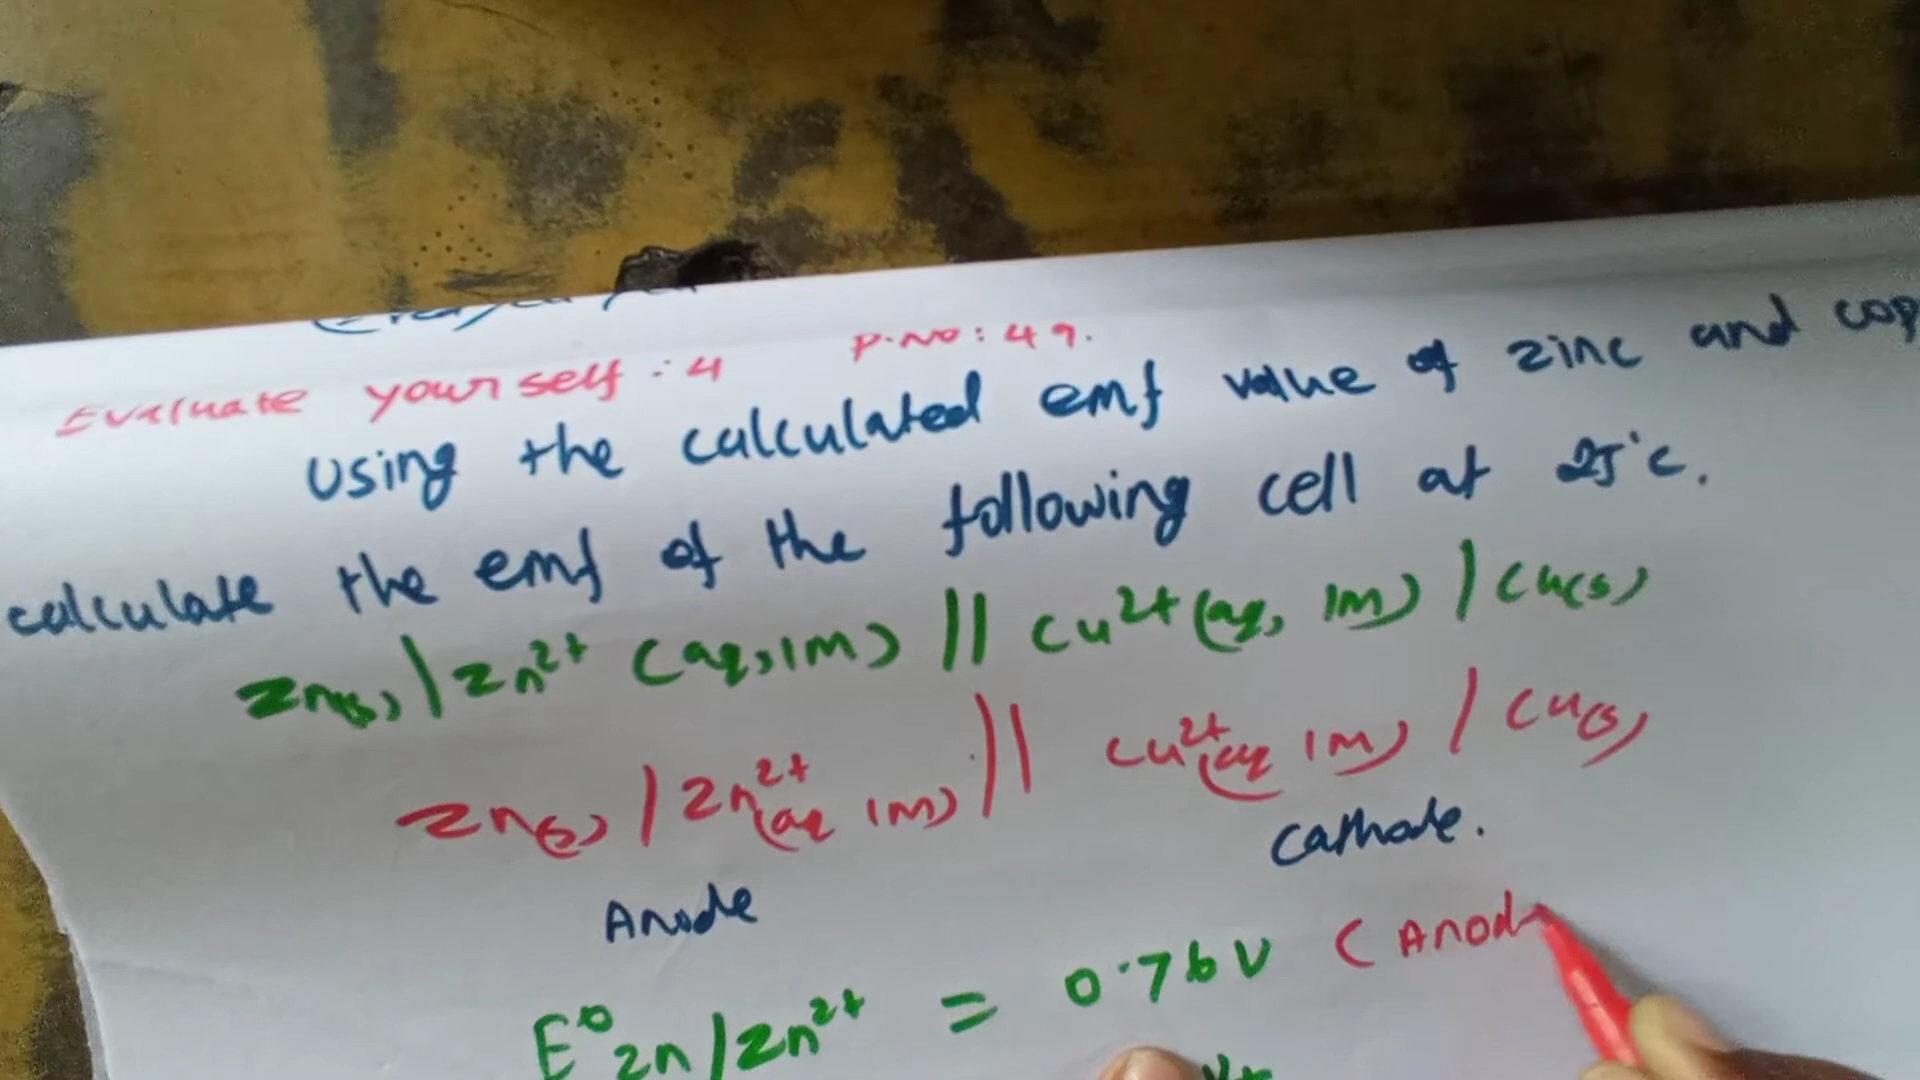 Evaluate yourself :4 P.NO: 49.
using the calculated emf value of zinc and cop
calculate the emf of the following cell at 25°c.
Zn(s) / Zn²⁺ (aq, 1M) || Cu²⁺ (aq, 1M) / Cu(s)
Zn(s) / Zn²⁺(aq 1M) || Cu²⁺(aq 1M) / Cu(s)
Anode Cathode.
E⁰ Zn/Zn²⁺ = 0.76V (Anod